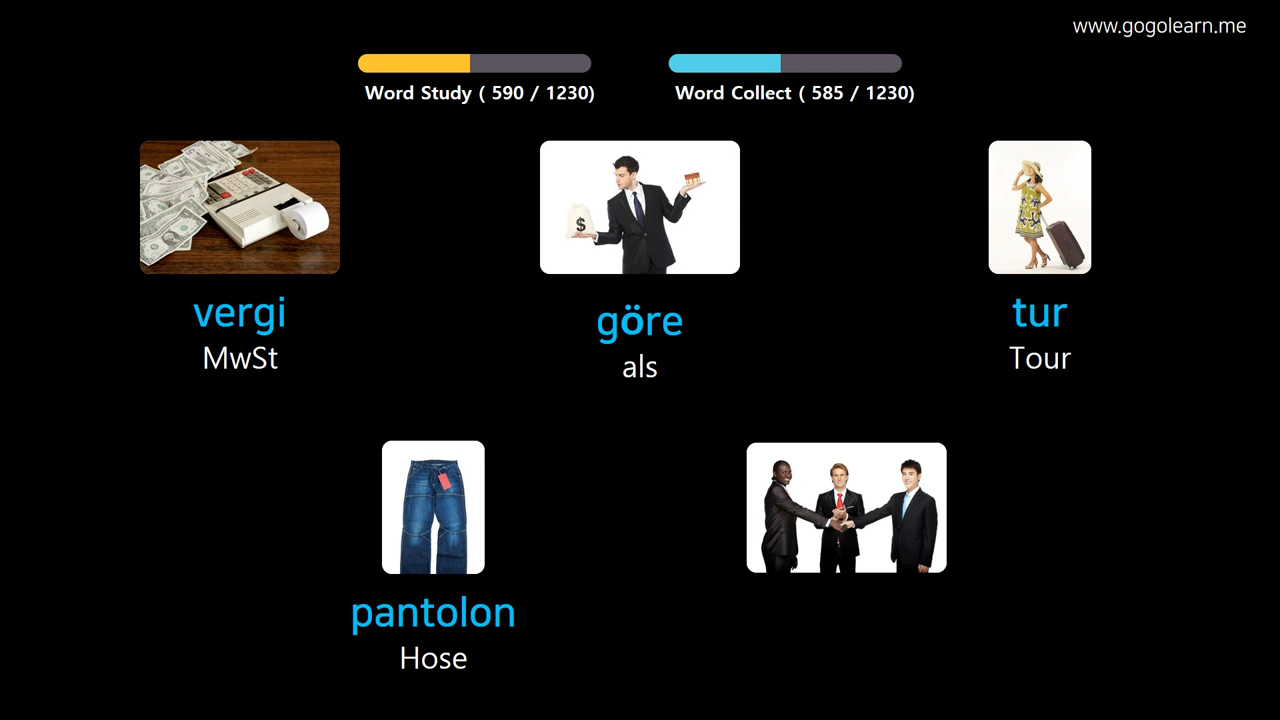 www.gogolearn.me
Word Study ( 590 / 1230)
Word Collect ( 585 / 1230)
$
vergi
MwSt
göre
als
tur
Tour
pantolon
Hose